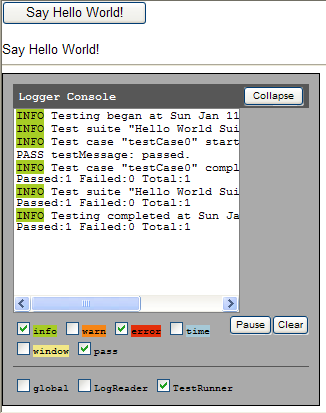 Say Hello World!
Say Hello World!
Logger Console Collapse
INFO Testing began at Sun Jan 11
INFO Test suite "Hello World Sui
INFO Test case "testCase0" start
PASS testMessage: passed.
INFO Test case "testCase0" compl
Passed:1 Failed:0 Total:1
INFO Test suite "Hello World Sui
Passed:1 Failed:0 Total:1
INFO Testing completed at Sun Ja
Passed:1 Failed:0 Total:1
info warn error time Pause Clear
window pass
global LogReader TestRunner